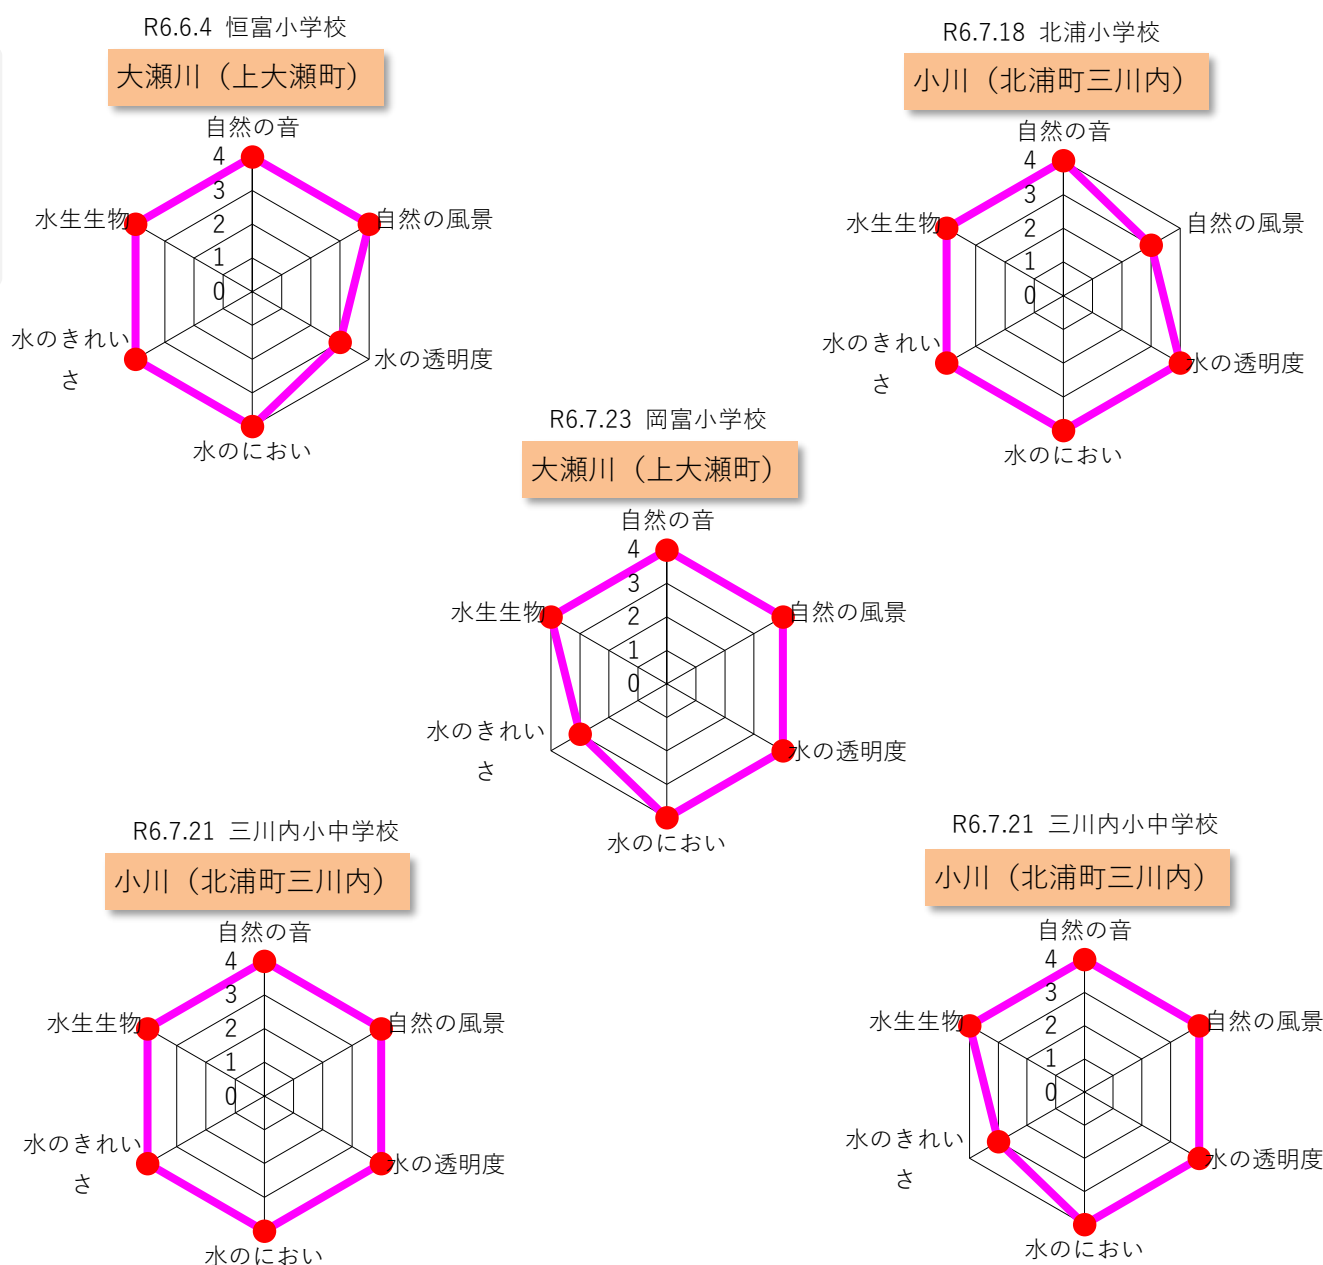 R6.6.4 恒富小学校
大瀬川（上大瀬町）
自然の音
4
3
2
1
0
自然の風景
水の透明度
水のにおい
水のきれい
さ
水生生物
R6.7.18 北浦小学校
小川（北浦町三川内）
自然の音
4
3
2
1
0
自然の風景
水の透明度
水のにおい
水のきれい
さ
水生生物
R6.7.23 岡富小学校
大瀬川（上大瀬町）
自然の音
4
3
2
1
0
自然の風景
水の透明度
水のにおい
水のきれい
さ
水生生物
R6.7.21 三川内小中学校
小川（北浦町三川内）
自然の音
4
3
2
1
0
自然の風景
水の透明度
水のにおい
水のきれい
さ
水生生物
R6.7.21 三川内小中学校
小川（北浦町三川内）
自然の音
4
3
2
1
0
自然の風景
水の透明度
水のにおい
水のきれい
さ
水生生物